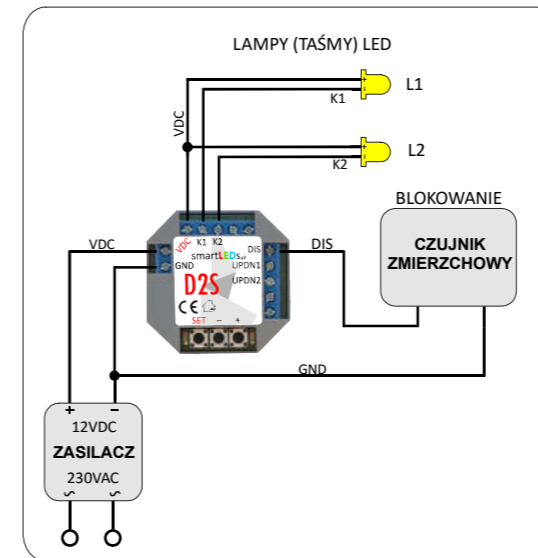 LAMPY (TAŚMY) LED
L1
K1
VDC
L2
K2
BLOKOWANIE
CZUJNIK
ZMIERZCHOWY
DIS
VDC
VDC K1 K2
smartLEDs.pl
DIS
GND
UPDN1
D2S
UPDN2
CE
SET - +
GND
+ -
12VDC
ZASILACZ
230VAC
~ ~